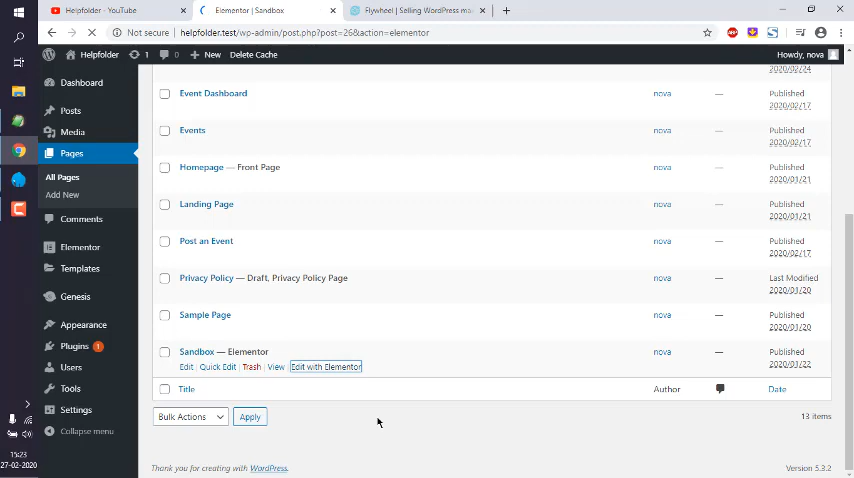 Helpfolder - YouTube
Elementor | Sandbox
Flywheel | Selling WordPress ma
Not secure | helpfolder.test/wp-admin/post.php?post=26&action=elementor
ABP
Helpfolder 1 0 New Delete Cache Howdy, nova
2020/02/24
Dashboard
Event Dashboard nova — Published
2020/02/17
Posts
Media
Events nova — Published
2020/02/17
Pages
Homepage — Front Page nova — Published
2020/01/21
All Pages
Add New
Landing Page nova — Published
2020/01/21
Comments
Post an Event nova — Published
2020/02/17
Elementor
Templates
Privacy Policy — Draft, Privacy Policy Page nova — Last Modified
2020/01/20
Genesis
Sample Page nova — Published
2020/01/20
Appearance
Plugins 1
Sandbox — Elementor nova — Published
2020/01/22
Edit | Quick Edit | Trash | View | Edit with Elementor
Users
Tools
Title Author Date
Settings
Bulk Actions Apply 13 items
Collapse menu
15:23
27-02-2020
Thank you for creating with WordPress. Version 5.3.2